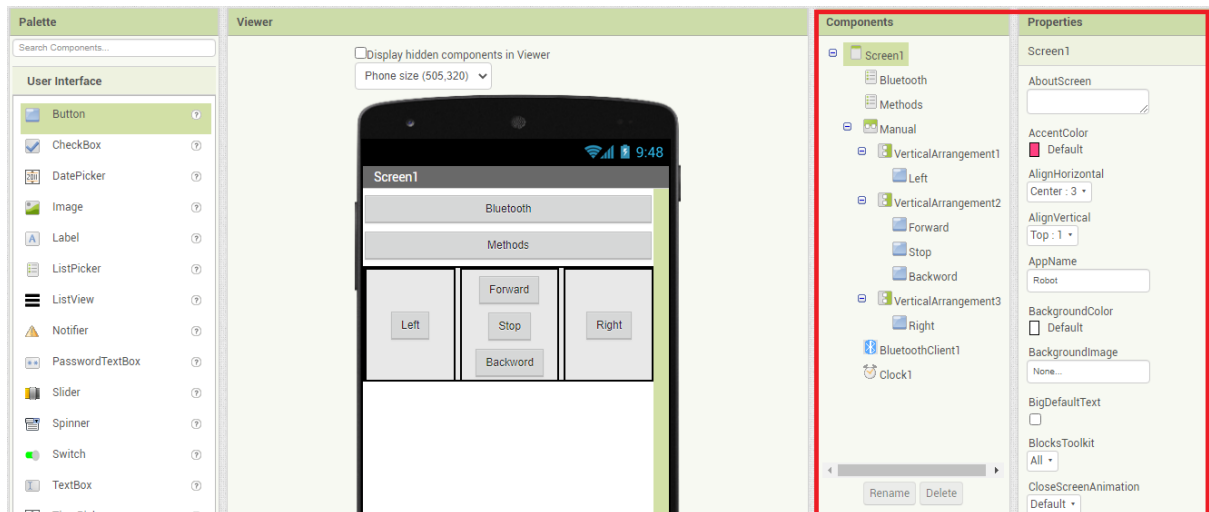 Palette
Search Components...
User Interface
Button
CheckBox
DatePicker
Image
Label
ListPicker
ListView
Notifier
PasswordTextBox
Slider
Spinner
Switch
TextBox
Viewer
Display hidden components in Viewer
Phone size (505,320)
9:48
Screen1
Bluetooth
Methods
Left
Forward
Stop
Backword
Right
Components
Screen1
Bluetooth
Methods
Manual
VerticalArrangement1
Left
VerticalArrangement2
Forward
Stop
Backword
VerticalArrangement3
Right
BluetoothClient1
Clock1
Rename Delete
Properties
Screen1
AboutScreen
AccentColor
Default
AlignHorizontal
Center : 3
AlignVertical
Top : 1
AppName
Robot
BackgroundColor
Default
BackgroundImage
None...
BigDefaultText
BlocksToolkit
All
CloseScreenAnimation
Default